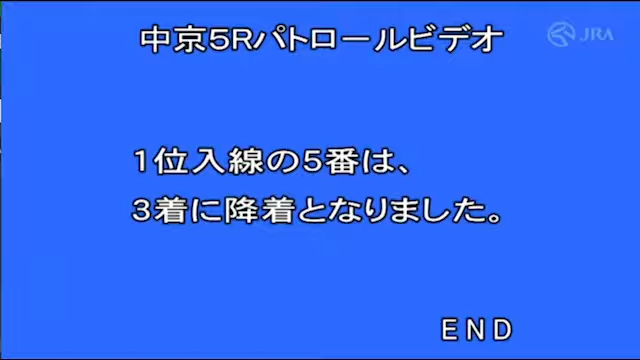 中京５Ｒパトロールビデオ
JRA
１位入線の５番は、
３着に降着となりました。
ＥＮＤ